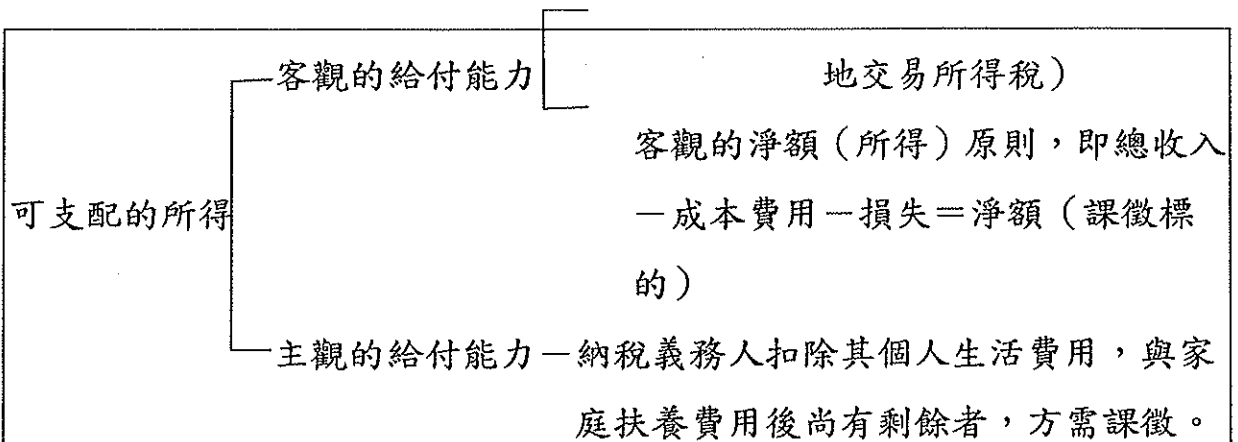 客觀的給付能力 地交易所得稅）
客觀的淨額（所得）原則，即總收入
可支配的所得 －成本費用－損失＝淨額（課徵標
的）
主觀的給付能力－納稅義務人扣除其個人生活費用，與家
庭扶養費用後尚有剩餘者，方需課徵。